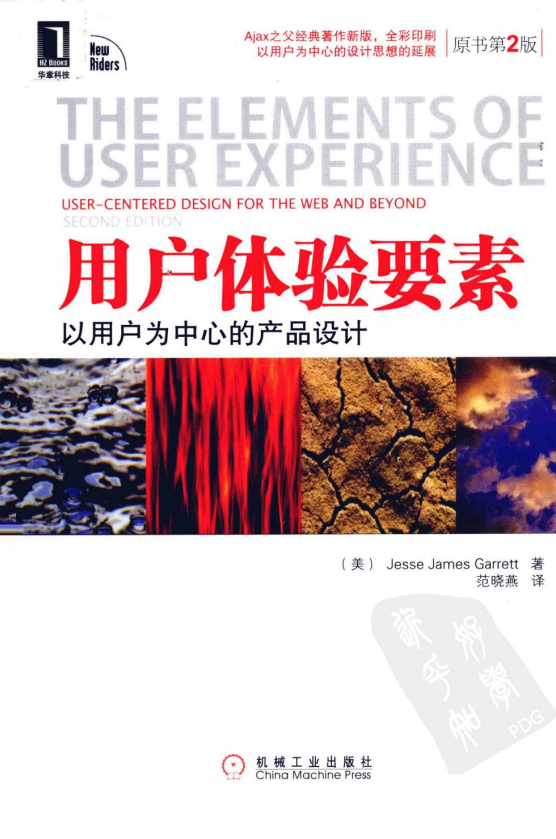 HZ BOOKS
华章科技
New
Riders
Ajax之父经典著作新版，全彩印刷
以用户为中心的设计思想的延展
原书第2版
THE ELEMENTS OF
USER EXPERIENCE
USER-CENTERED DESIGN FOR THE WEB AND BEYOND
SECOND EDITION
用户体验要素
以用户为中心的产品设计
（美） Jesse James Garrett 著
范晓燕 译
好学
PDG
机械工业出版社
China Machine Press